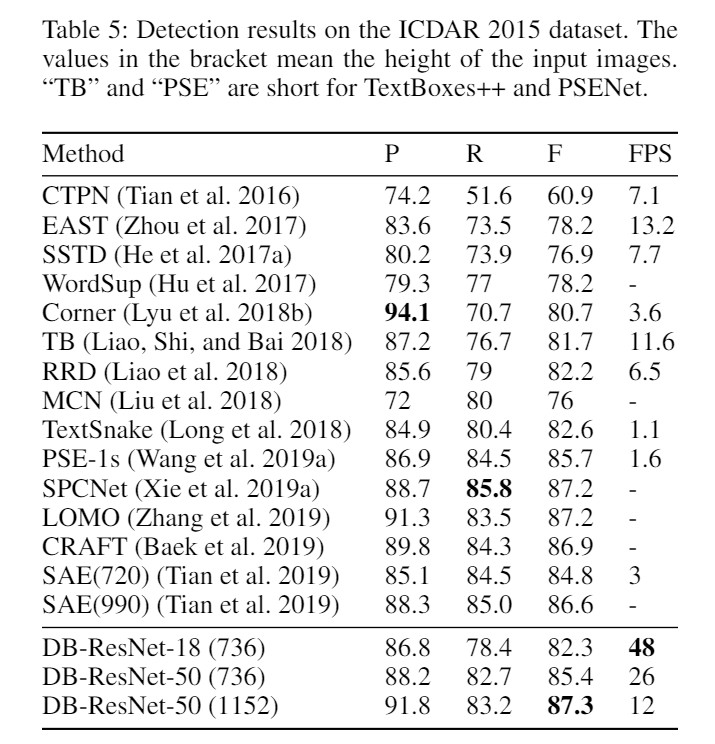 Table 5: Detection results on the ICDAR 2015 dataset. The
values in the bracket mean the height of the input images.
“TB” and “PSE” are short for TextBoxes++ and PSENet.
Method P R F FPS
CTPN (Tian et al. 2016) 74.2 51.6 60.9 7.1
EAST (Zhou et al. 2017) 83.6 73.5 78.2 13.2
SSTD (He et al. 2017a) 80.2 73.9 76.9 7.7
WordSup (Hu et al. 2017) 79.3 77 78.2 -
Corner (Lyu et al. 2018b) 94.1 70.7 80.7 3.6
TB (Liao, Shi, and Bai 2018) 87.2 76.7 81.7 11.6
RRD (Liao et al. 2018) 85.6 79 82.2 6.5
MCN (Liu et al. 2018) 72 80 76 -
TextSnake (Long et al. 2018) 84.9 80.4 82.6 1.1
PSE-1s (Wang et al. 2019a) 86.9 84.5 85.7 1.6
SPCNet (Xie et al. 2019a) 88.7 85.8 87.2 -
LOMO (Zhang et al. 2019) 91.3 83.5 87.2 -
CRAFT (Baek et al. 2019) 89.8 84.3 86.9 -
SAE(720) (Tian et al. 2019) 85.1 84.5 84.8 3
SAE(990) (Tian et al. 2019) 88.3 85.0 86.6 -
DB-ResNet-18 (736) 86.8 78.4 82.3 48
DB-ResNet-50 (736) 88.2 82.7 85.4 26
DB-ResNet-50 (1152) 91.8 83.2 87.3 12